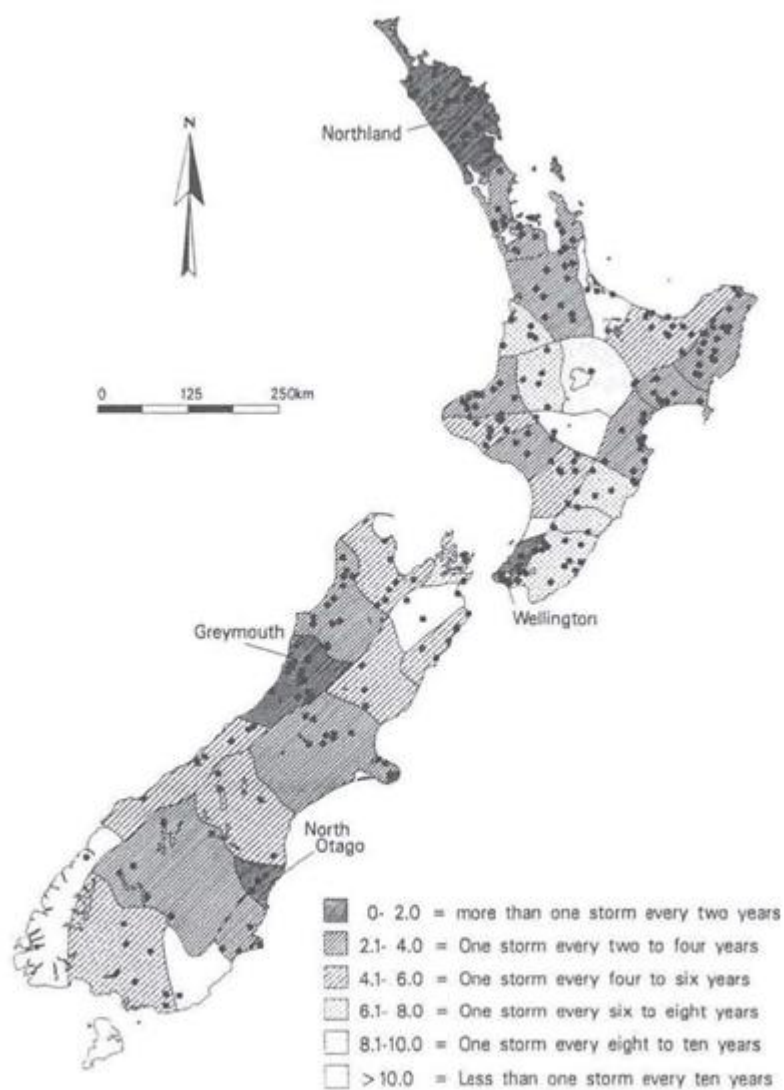 N
Northland
0 125 250km
Wellington
Greymouth
North
Otago
0- 2.0 = more than one storm every two years
2.1- 4.0 = One storm every two to four years
4.1- 6.0 = One storm every four to six years
6.1- 8.0 = One storm every six to eight years
8.1-10.0 = One storm every eight to ten years
>10.0 = Less than one storm every ten years